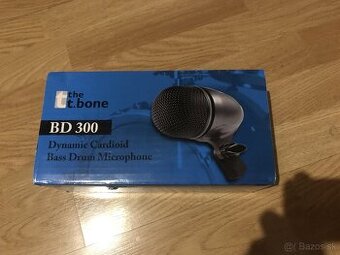 the
t.bone
BD 300
Dynamic Cardioid
Bass Drum Microphone
Bazos.sk